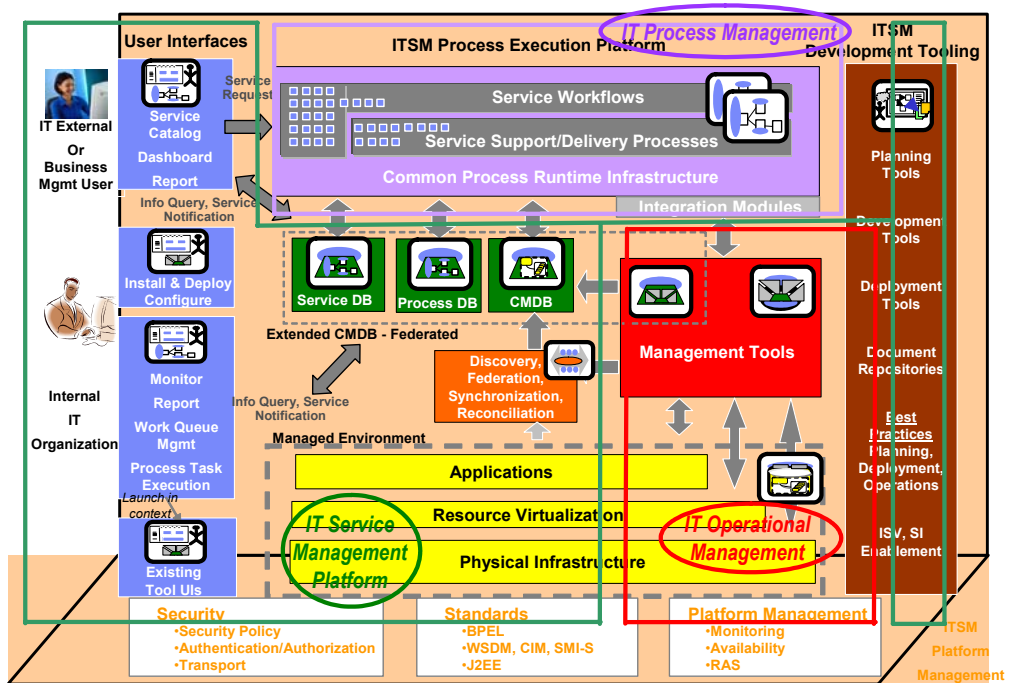 User Interfaces
ITSM Process Execution Platform
IT Process Management
ITSM
Development Tooling
IT External
Or
Business
Mgmt User
Service
Catalog
Dashboard
Report
Service
Request
Info Query, Service
Notification
Service Workflows
Service Support/Delivery Processes
Common Process Runtime Infrastructure
Integration Modules
Planning
Tools
Development
Tools
Deployment
Tools
Document
Repositories
Best
Practices
Planning,
Deployment,
Operations
ISV, SI
Enablement
Install & Deploy
Configure
Service DB
Process DB
CMDB
Extended CMDB - Federated
Management Tools
Monitor
Report
Work Queue
Mgmt
Process Task
Execution
Internal
IT
Organization
Info Query, Service
Notification
Discovery,
Federation,
Synchronization,
Reconciliation
Managed Environment
Applications
Resource Virtualization
Physical Infrastructure
IT Service
Management
Platform
IT Operational
Management
Launch in
context
Existing
Tool UIs
Security
•Security Policy
•Authentication/Authorization
•Transport
Standards
•BPEL
•WSDM, CIM, SMI-S
•J2EE
Platform Management
•Monitoring
•Availability
•RAS
ITSM
Platform
Management